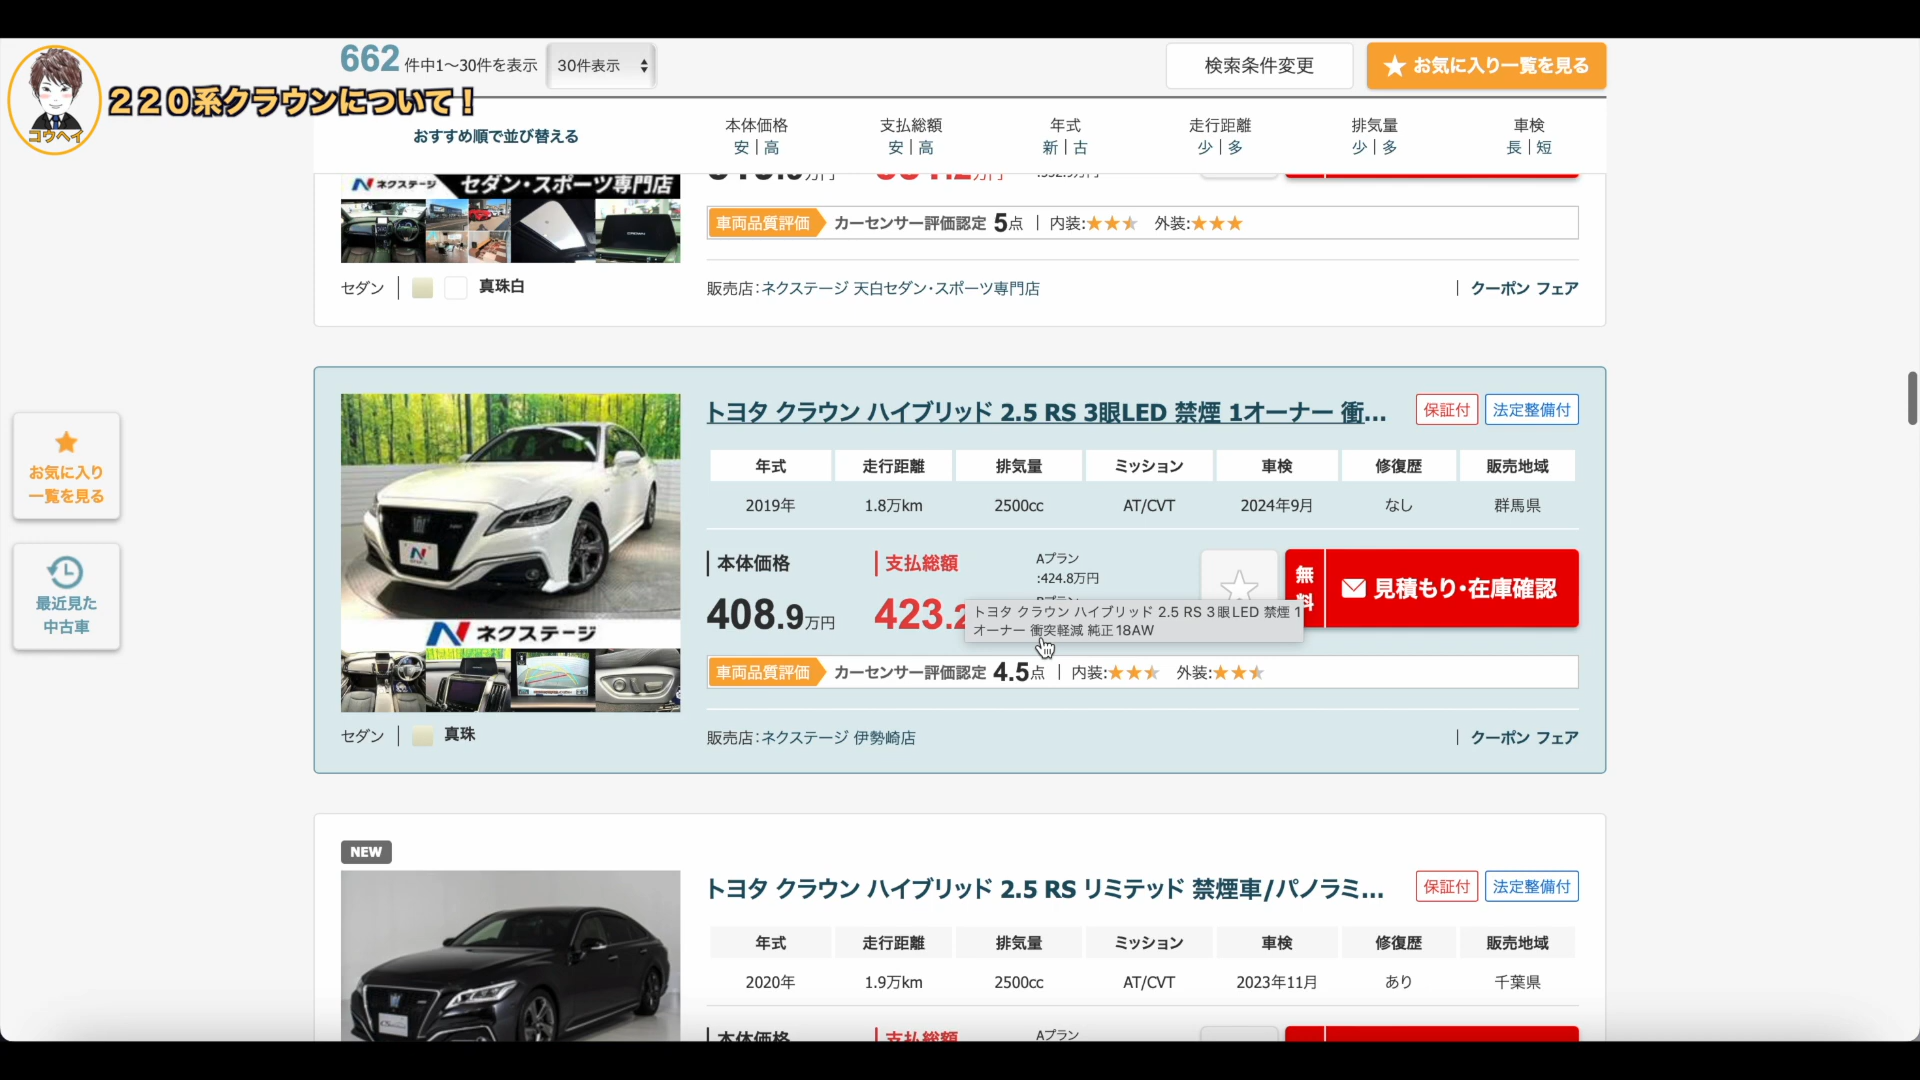 662 件中1～30件を表示 30件表示 検索条件変更 ★ お気に入り一覧を見る
コウヘイ
220系クラウンについて！
おすすめ順で並び替える
本体価格 支払総額 年式 走行距離 排気量 車検
安 | 高 安 | 高 新 | 古 少 | 多 少 | 多 長 | 短
ネクステージ セダン・スポーツ専門店
車両品質評価 カーセンサー評価認定 5点 | 内装: 外装:
セダン | 真珠白
販売店:ネクステージ 天白セダン・スポーツ専門店 | クーポン フェア
お気に入り
一覧を見る
最近見た
中古車
トヨタ クラウン ハイブリッド 2.5 RS 3眼LED 禁煙 1オーナー 衝... 保証付 法定整備付
年式 走行距離 排気量 ミッション 車検 修復歴 販売地域
2019年 1.8万km 2500cc AT/CVT 2024年9月 なし 群馬県
本体価格 支払総額 Aプラン
:424.8万円
408.9万円 423.2
無料 見積もり・在庫確認
トヨタ クラウン ハイブリッド 2.5 RS 3眼LED 禁煙 1
オーナー 衝突軽減 純正18AW
ネクステージ
車両品質評価 カーセンサー評価認定 4.5点 | 内装: 外装:
セダン | 真珠
販売店:ネクステージ 伊勢崎店 | クーポン フェア
NEW
トヨタ クラウン ハイブリッド 2.5 RS リミテッド 禁煙車/パノラミ... 保証付 法定整備付
年式 走行距離 排気量 ミッション 車検 修復歴 販売地域
2020年 1.9万km 2500cc AT/CVT 2023年11月 あり 千葉県
本体価格 支払総額 Aプラン